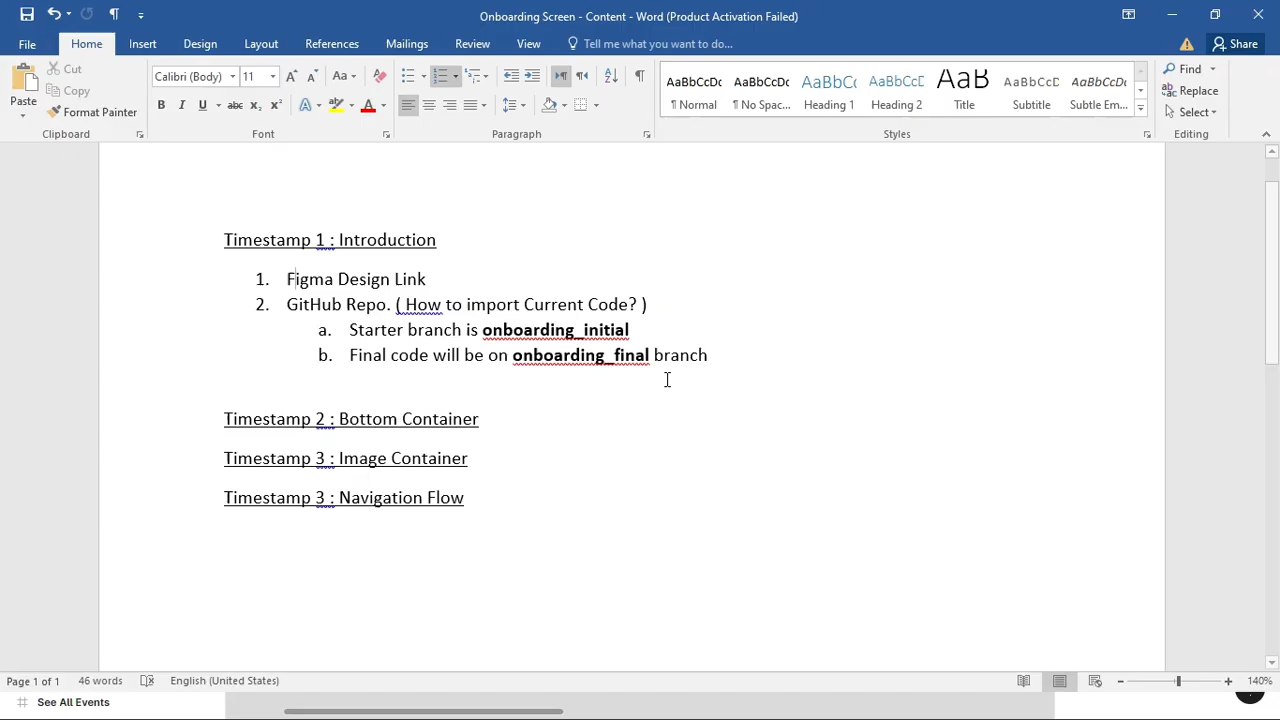 Onboarding Screen - Content - Word (Product Activation Failed)
File Home Insert Design Layout References Mailings Review View Tell me what you want to do... Share
Paste
Cut
Copy
Format Painter
Clipboard
Calibri (Body) 11
Font
Paragraph
AaBbCcDc AaBbCcDc AaBbCc AaBbCcC AaB AaBbCcC AaBbCcDc
¶ Normal ¶ No Spac... Heading 1 Heading 2 Title Subtitle Subtle Em...
Styles
Find
Replace
Select
Editing
Timestamp 1 : Introduction
1. Figma Design Link
2. GitHub Repo. ( How to import Current Code? )
a. Starter branch is onboarding_initial
b. Final code will be on onboarding_final branch
Timestamp 2 : Bottom Container
Timestamp 3 : Image Container
Timestamp 3 : Navigation Flow
Page 1 of 1 46 words English (United States) 140%
# See All Events